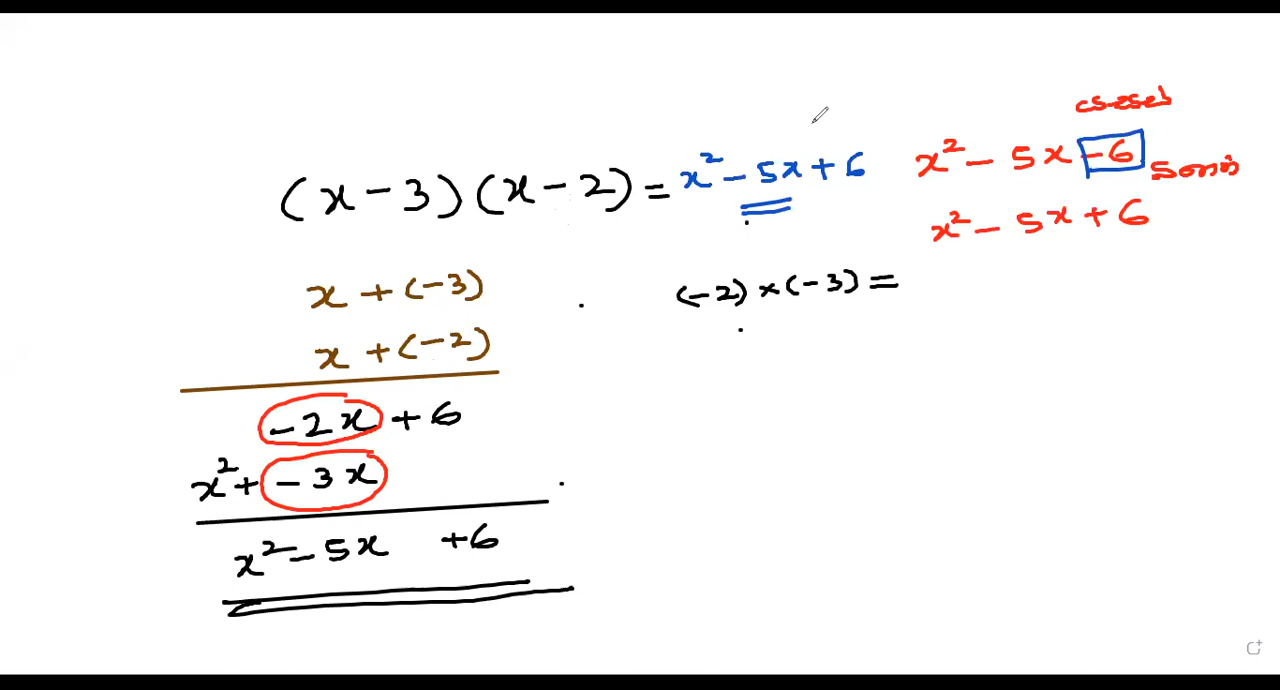 (x - 3) (x - 2) = x² - 5x + 6
x + (-3)
x + (-2)
-2x + 6
x² + -3x
x² - 5x +6
(-2) × (-3) =
x² - 5x -6
x² - 5x + 6